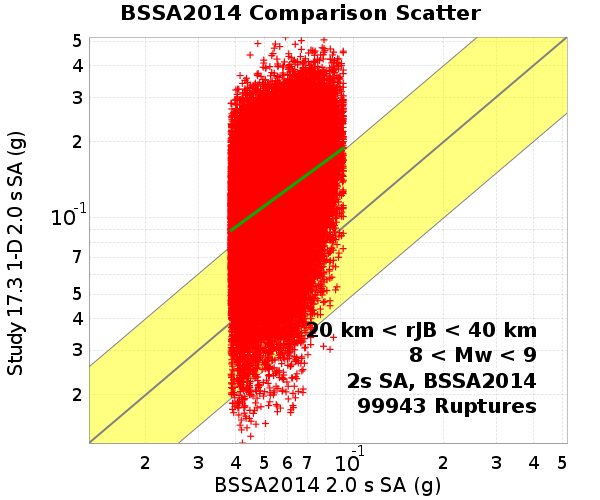 BSSA2014 Comparison Scatter
Study 17.3 1-D 2.0 s SA (g)
5
4
3
2
10-1
7
5
4
3
2
20 km < rJB < 40 km
8 < Mw < 9
2s SA, BSSA2014
99943 Ruptures
2 3 4 5 6 7 10-1 2 3 4 5
BSSA2014 2.0 s SA (g)